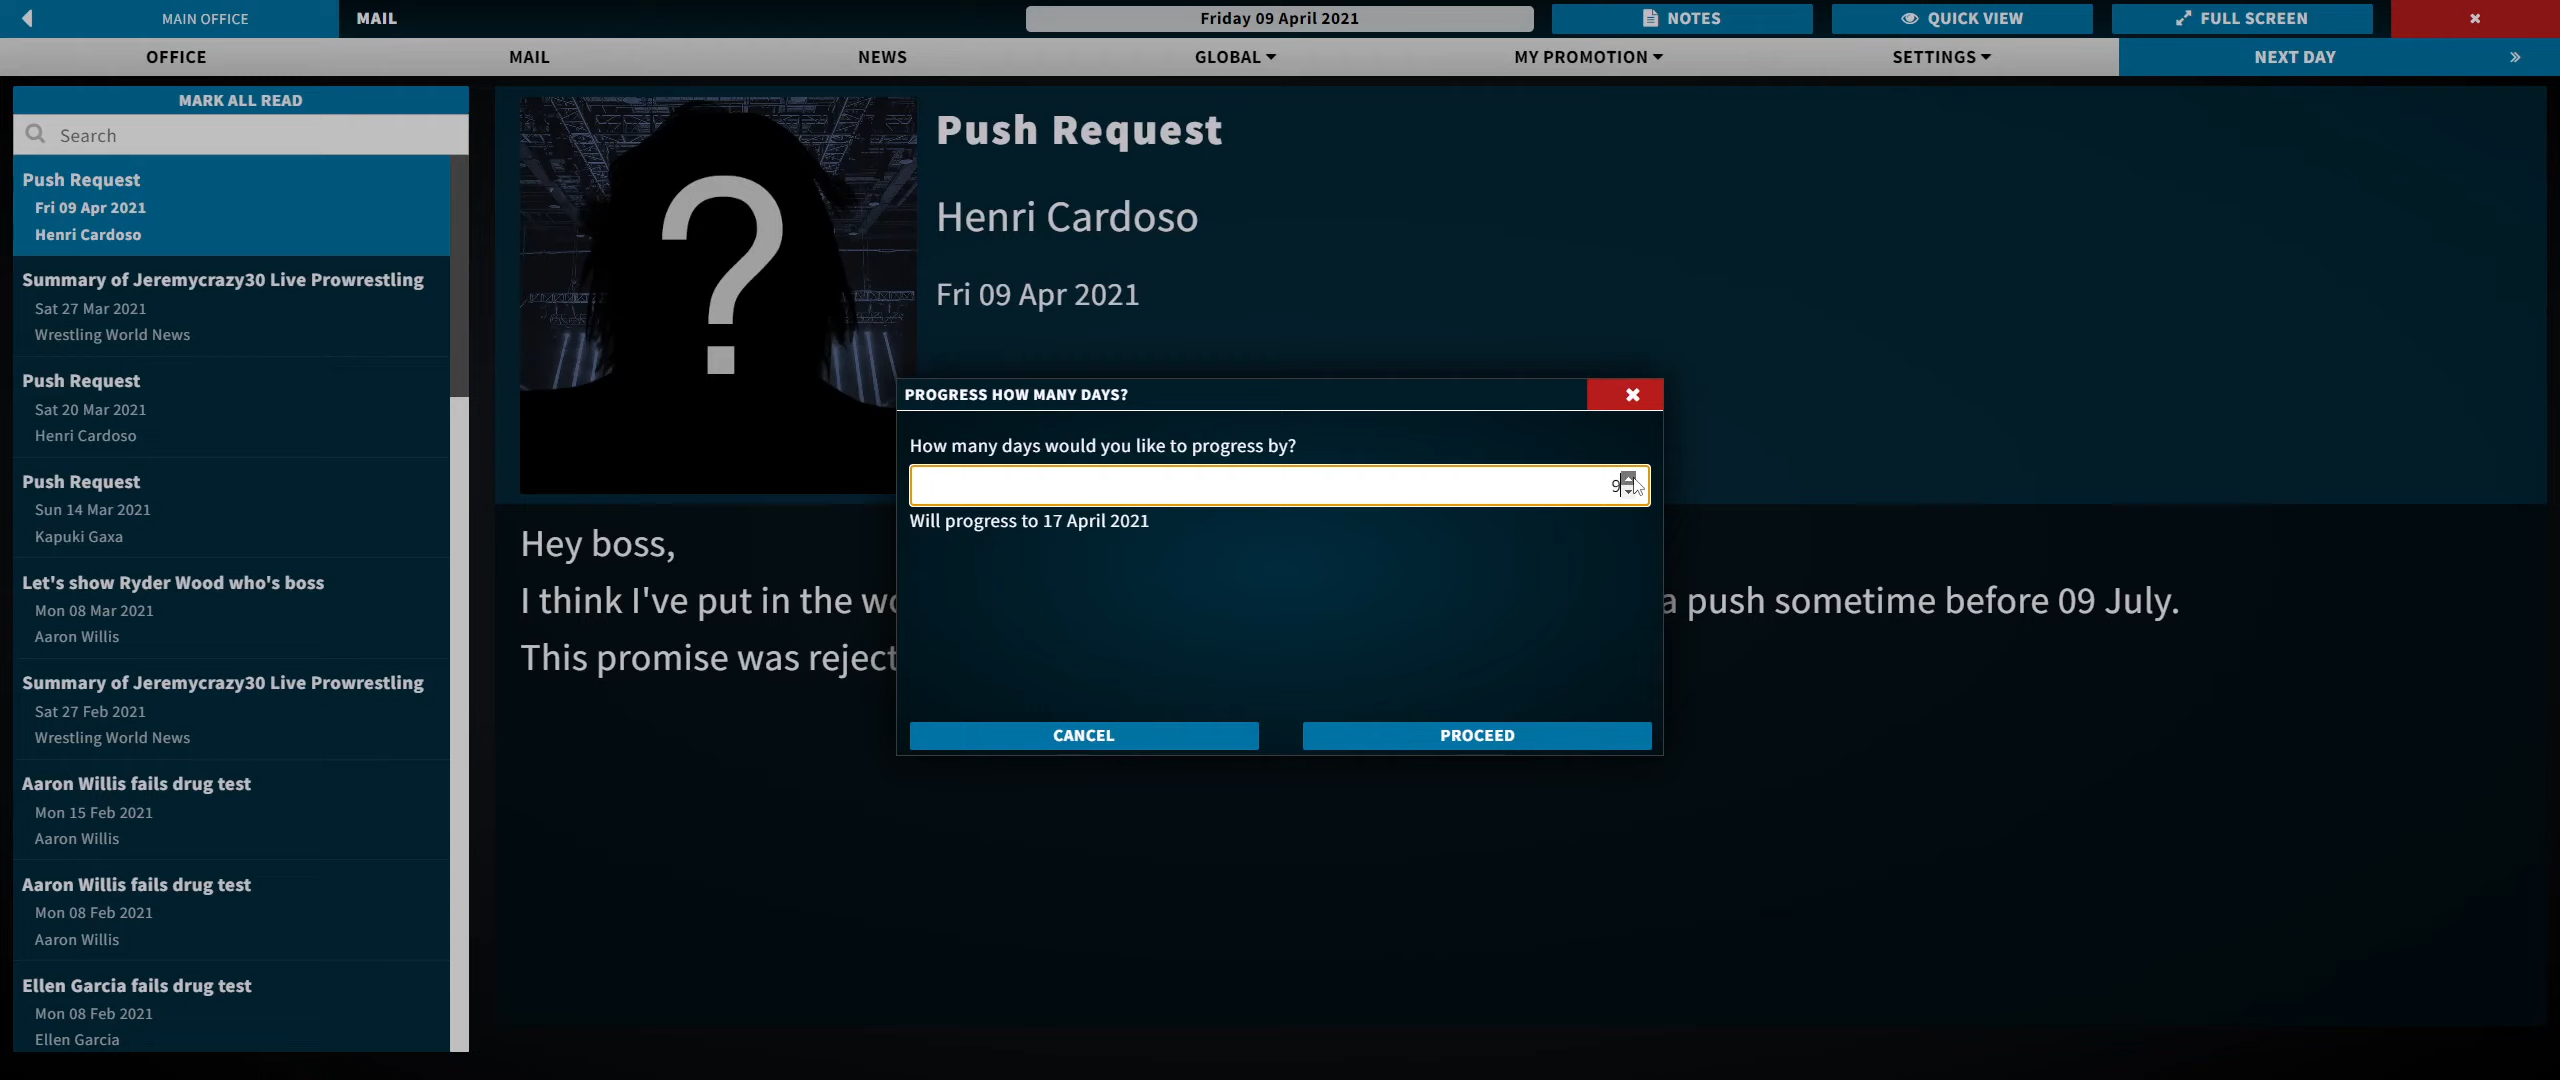 MAIN OFFICE
MAIL
Friday 09 April 2021
NOTES
QUICK VIEW
FULL SCREEN
OFFICE
MAIL
NEWS
GLOBAL
MY PROMOTION
SETTINGS
NEXT DAY
MARK ALL READ
Search
Push Request
Fri 09 Apr 2021
Henri Cardoso
Summary of Jeremycrazy30 Live Prowrestling
Sat 27 Mar 2021
Wrestling World News
Push Request
Sat 20 Mar 2021
Henri Cardoso
Push Request
Sun 14 Mar 2021
Kapuki Gaxa
Let's show Ryder Wood who's boss
Mon 08 Mar 2021
Aaron Willis
Summary of Jeremycrazy30 Live Prowrestling
Sat 27 Feb 2021
Wrestling World News
Aaron Willis fails drug test
Mon 15 Feb 2021
Aaron Willis
Aaron Willis fails drug test
Mon 08 Feb 2021
Aaron Willis
Ellen Garcia fails drug test
Mon 08 Feb 2021
Ellen Garcia
?
Push Request
Henri Cardoso
Fri 09 Apr 2021
PROGRESS HOW MANY DAYS?
How many days would you like to progress by?
9
Will progress to 17 April 2021
CANCEL
PROCEED
Hey boss,
I think I've put in the a push sometime before 09 July.
This promise was